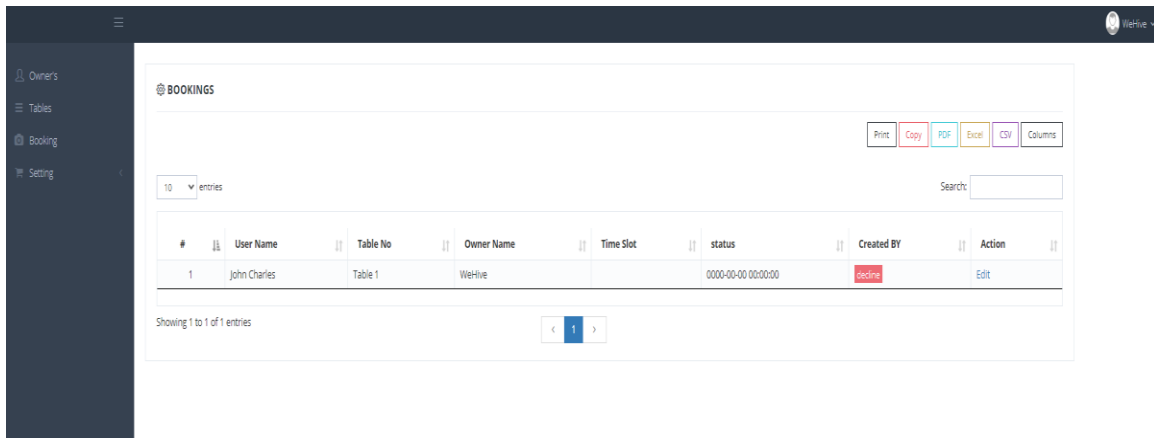 WeHive
Owner's
Tables
Booking
Setting
BOOKINGS
Print Copy PDF Excel CSV Columns
10 entries
Search:
# User Name Table No Owner Name Time Slot status Created BY Action
1 John Charles Table 1 WeHive 0000-00-00 00:00:00 decline Edit
Showing 1 to 1 of 1 entries
‹ 1 ›